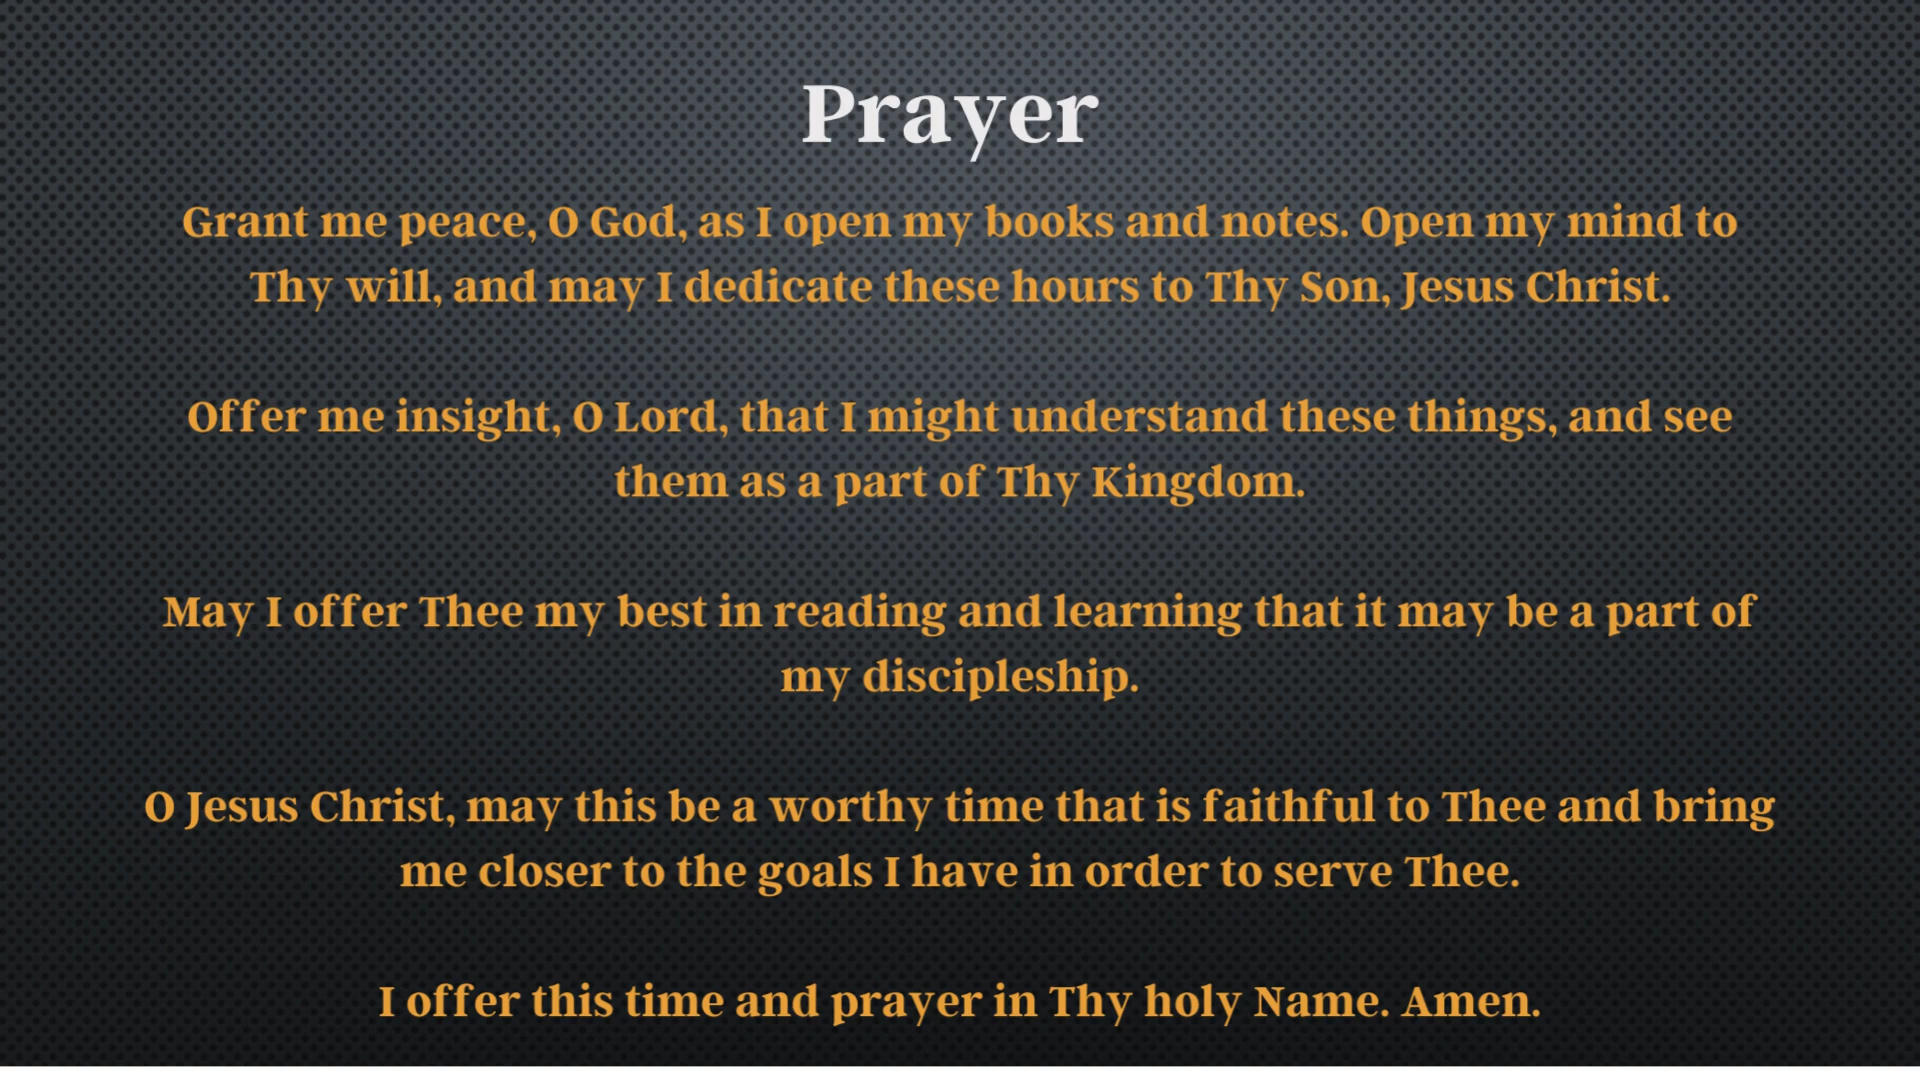 Prayer
Grant me peace, O God, as I open my books and notes. Open my mind to
Thy will, and may I dedicate these hours to Thy Son, Jesus Christ.
Offer me insight, O Lord, that I might understand these things, and see
them as a part of Thy Kingdom.
May I offer Thee my best in reading and learning that it may be a part of
my discipleship.
O Jesus Christ, may this be a worthy time that is faithful to Thee and bring
me closer to the goals I have in order to serve Thee.
I offer this time and prayer in Thy holy Name. Amen.